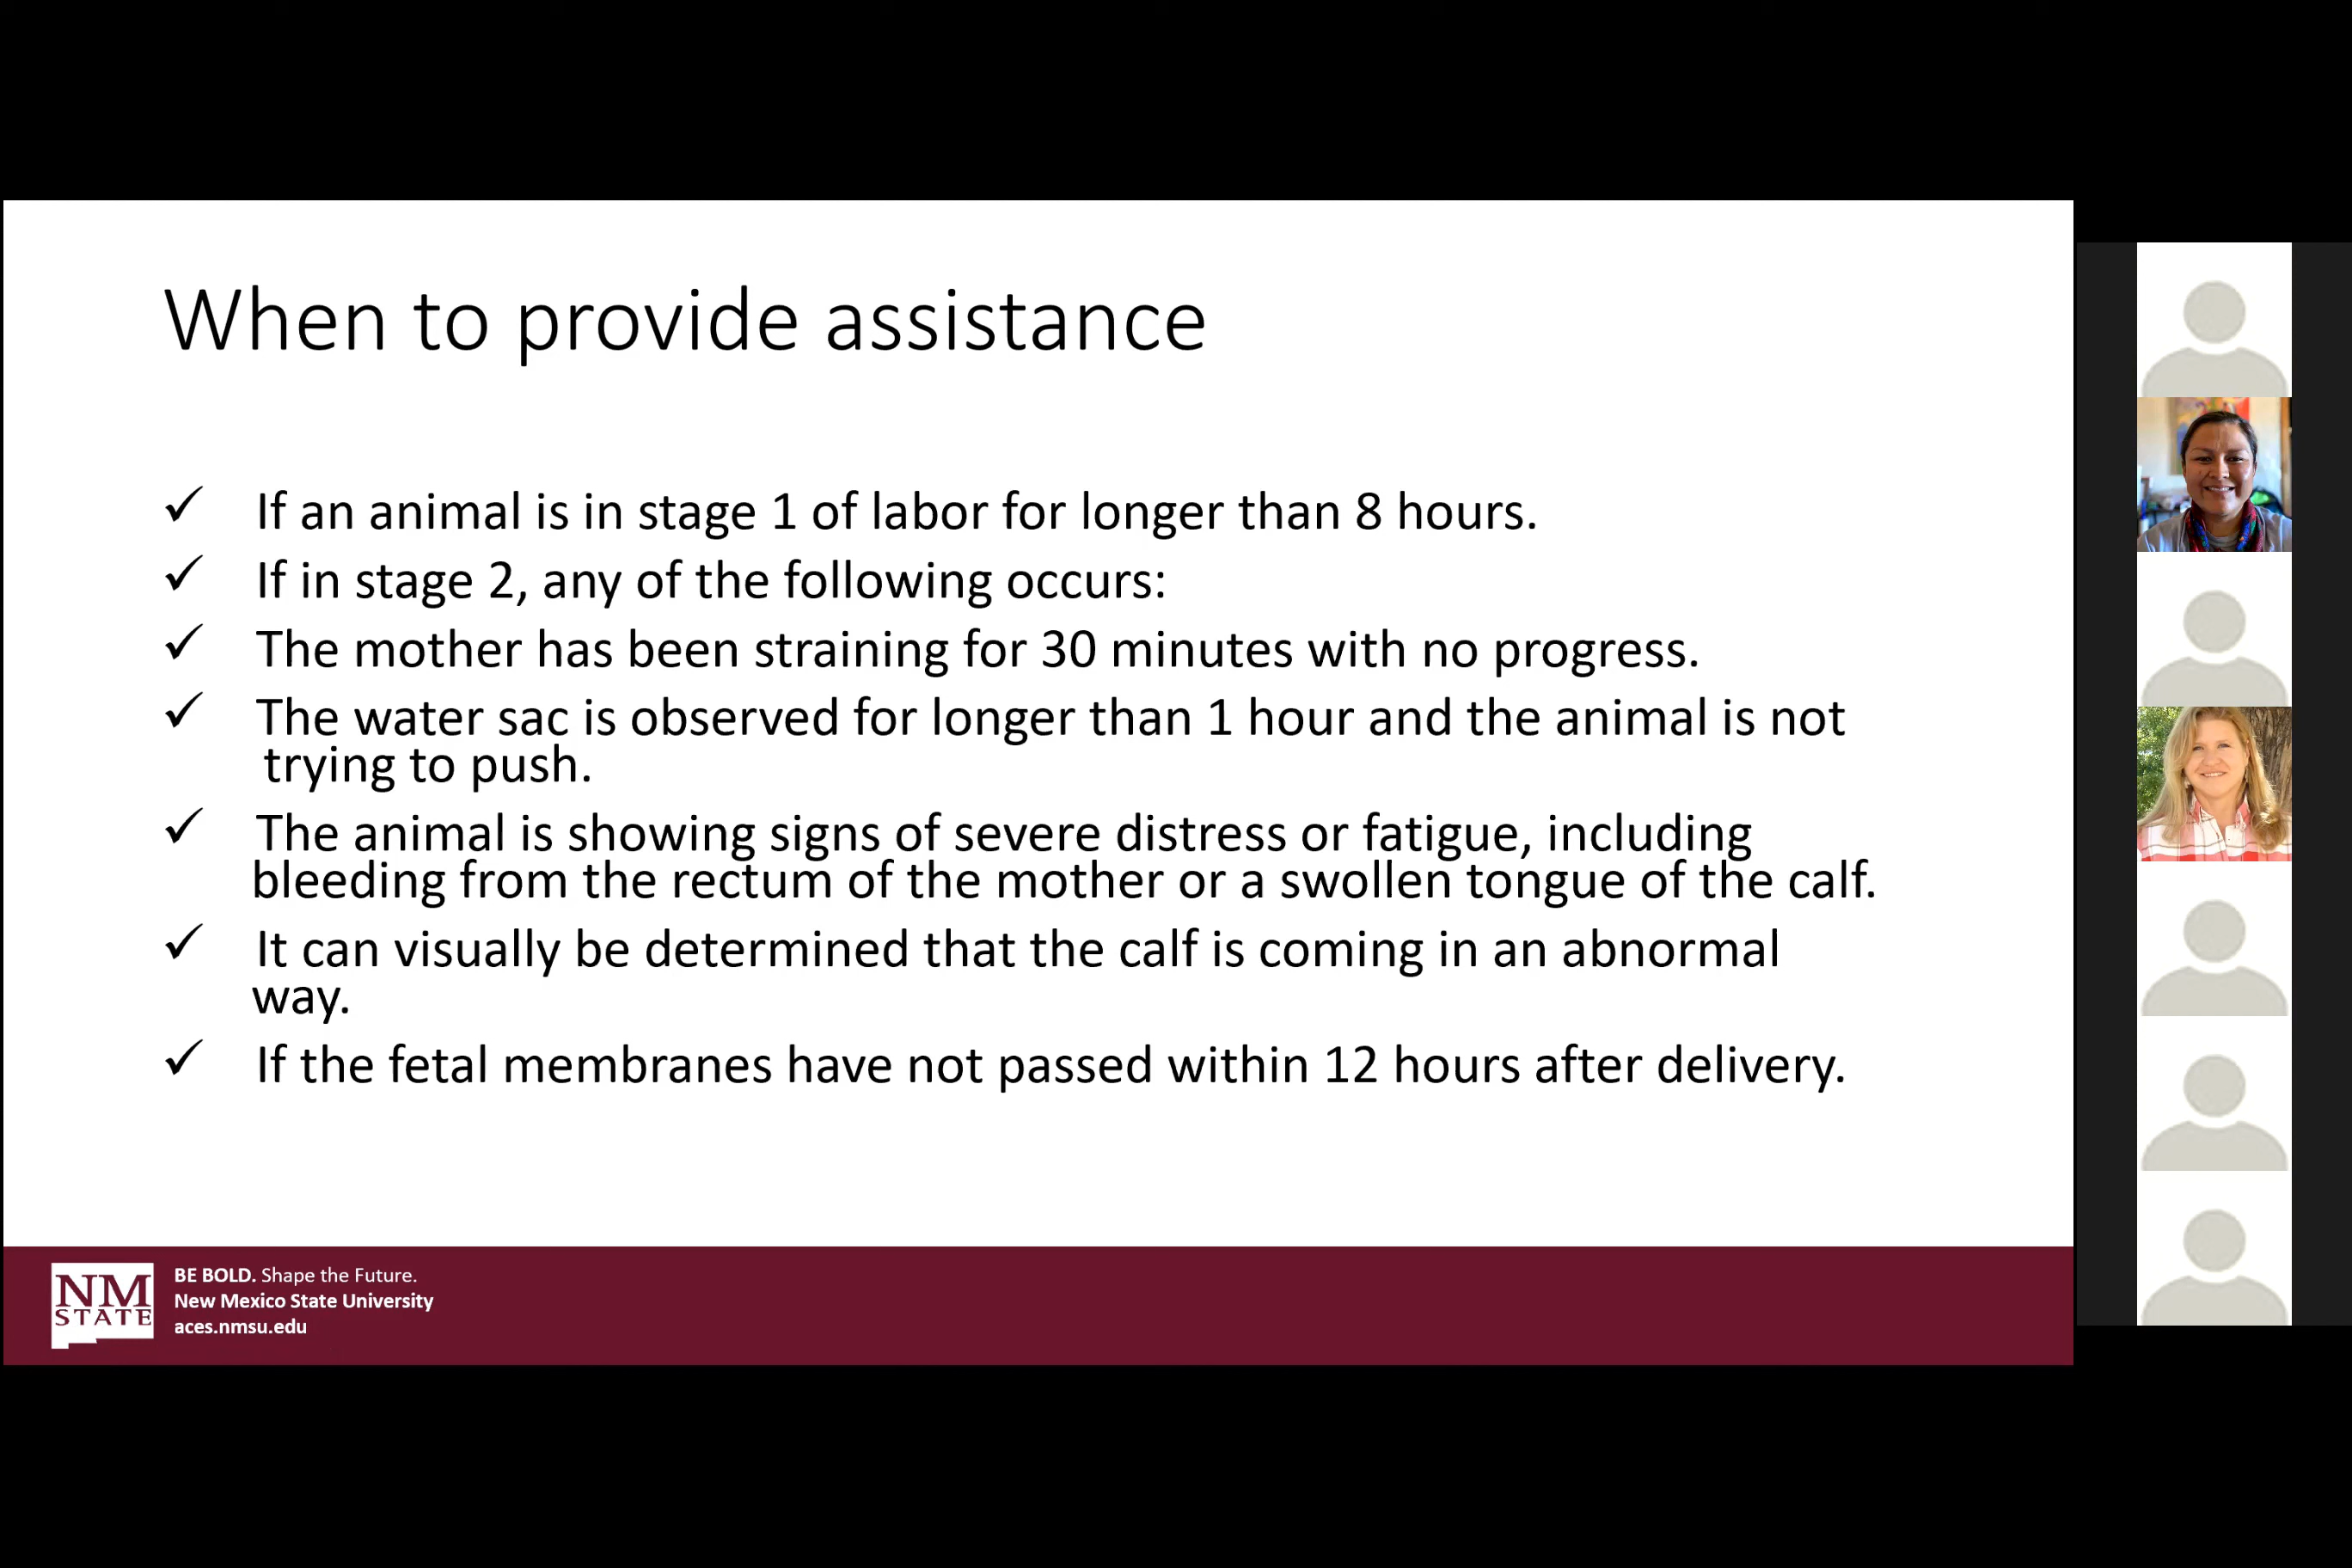 When to provide assistance
✓ If an animal is in stage 1 of labor for longer than 8 hours.
✓ If in stage 2, any of the following occurs:
✓ The mother has been straining for 30 minutes with no progress.
✓ The water sac is observed for longer than 1 hour and the animal is not
trying to push.
✓ The animal is showing signs of severe distress or fatigue, including
bleeding from the rectum of the mother or a swollen tongue of the calf.
✓ It can visually be determined that the calf is coming in an abnormal
way.
✓ If the fetal membranes have not passed within 12 hours after delivery.
NM
STATE
BE BOLD. Shape the Future.
New Mexico State University
aces.nmsu.edu